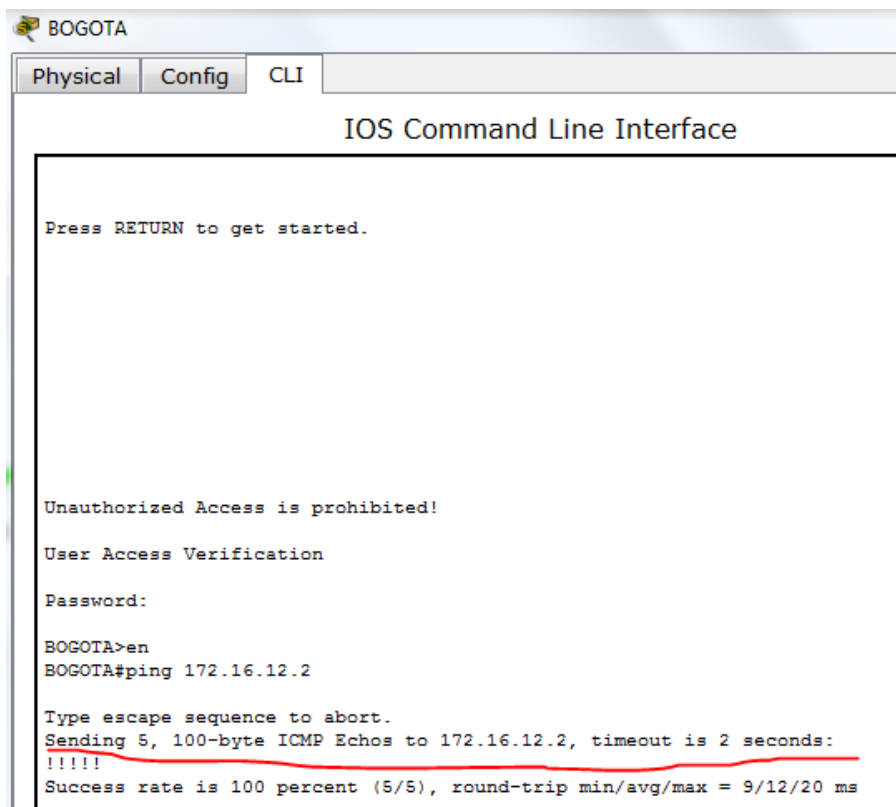 BOGOTA
Physical Config CLI
IOS Command Line Interface
Press RETURN to get started.
Unauthorized Access is prohibited!
User Access Verification
Password:
BOGOTA>en
BOGOTA#ping 172.16.12.2
Type escape sequence to abort.
Sending 5, 100-byte ICMP Echos to 172.16.12.2, timeout is 2 seconds:
!!!!!
Success rate is 100 percent (5/5), round-trip min/avg/max = 9/12/20 ms